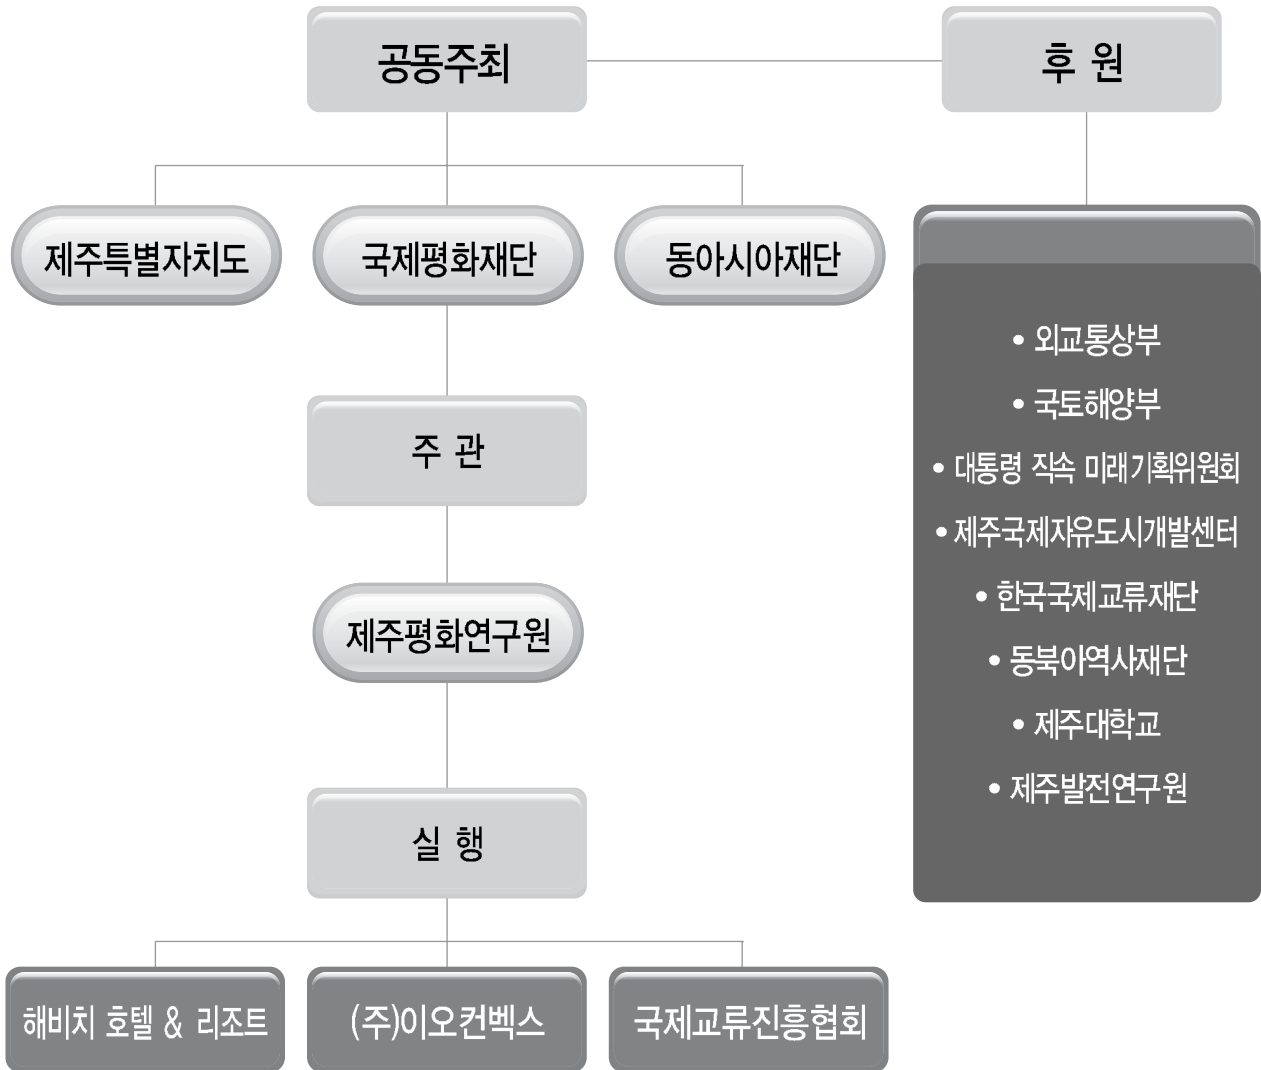 공동주최
후 원
제주특별자치도
국제평화재단
동아시아재단
주 관
제주평화연구원
실 행
해비치 호텔 & 리조트
(주)이오컨벡스
국제교류진흥협회
• 외교통상부
• 국토해양부
• 대통령 직속 미래기획위원회
• 제주국제자유도시개발센터
• 한국국제교류재단
• 동북아역사재단
• 제주대학교
• 제주발전연구원